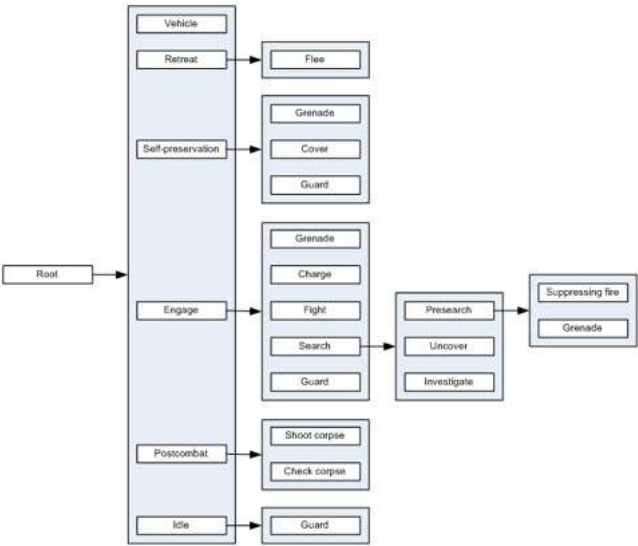 Root
Vehicle
Retreat
Self-preservation
Engage
Postcombat
Idle
Flee
Grenade
Cover
Guard
Grenade
Charge
Fight
Search
Guard
Shoot corpse
Check corpse
Guard
Presearch
Uncover
Investigate
Suppressing fire
Grenade